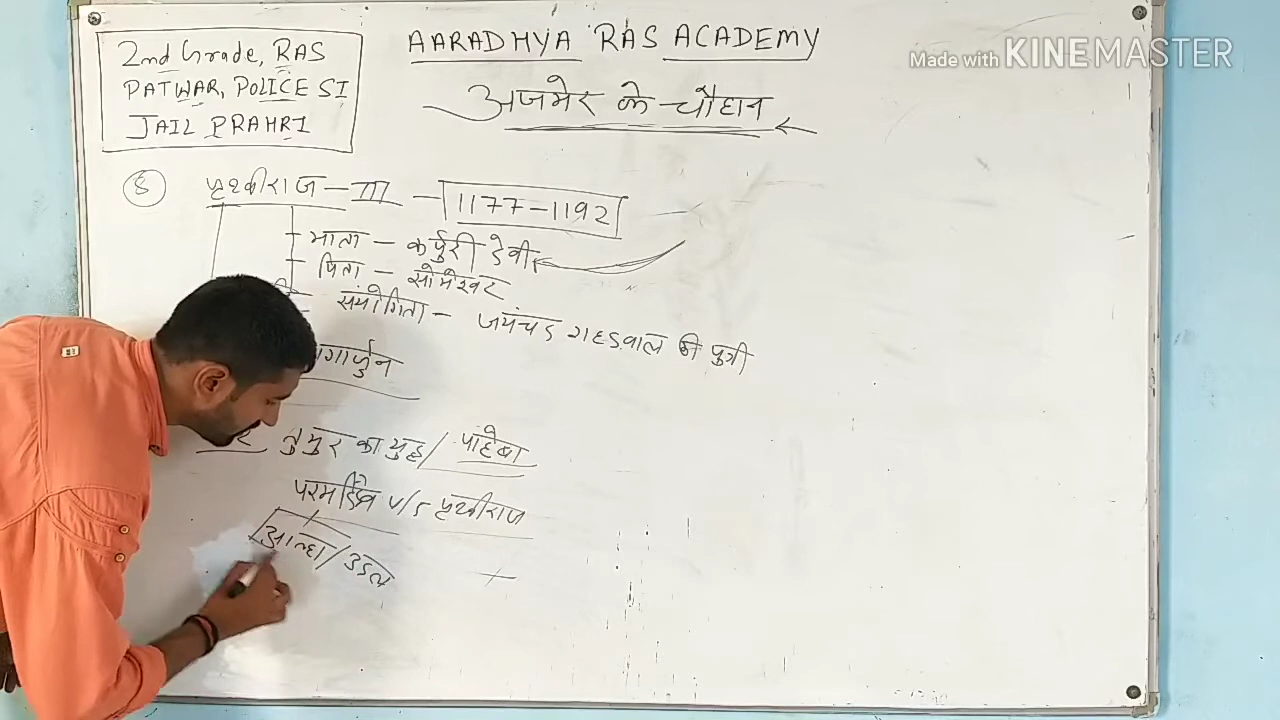 2nd Grade, RAS
PATWAR, POLICE SI
JAIL PRAHRI
AARADHYA RAS ACADEMY
Made with KINEMASTER
अजमेर के चौहान
8 पृथ्वीराज - III - 1177-1192
माता - कर्पुरी देवी
पिता - सोमेश्वर
संयोगिता - जयचंद गहडवाल की पुत्री
गार्जुन
तुमुर का युद्ध /
परमर्डिदेव v/s पृथ्वीराज
आल्हा / उदल